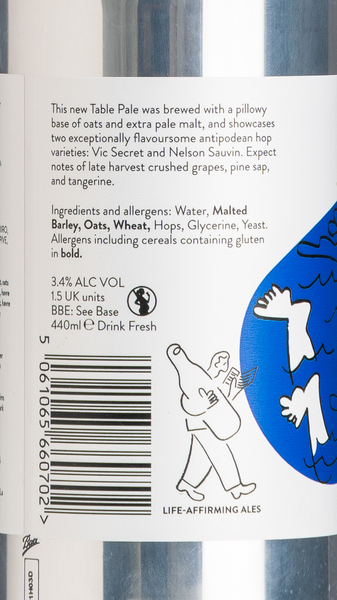 This new Table Pale was brewed with a pillowy
base of oats and extra pale malt, and showcases
two exceptionally flavoursome antipodean hop
varieties: Vic Secret and Nelson Sauvin. Expect
notes of late harvest crushed grapes, pine sap,
and tangerine.
Ingredients and allergens: Water, Malted
Barley, Oats, Wheat, Hops, Glycerine, Yeast.
Allergens including cereals containing gluten
in bold.
3.4% ALC VOL
1.5 UK units
BBE: See Base
440ml ℮ Drink Fresh
5 061065 660702 >
LIFE-AFFIRMING ALES